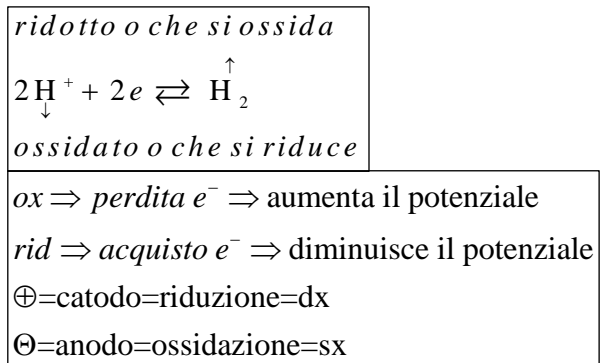 ridotto o che si ossida
↑
2H⁺ + 2e ⇄ H₂
↓
ossidato o che si riduce
ox ⇒ perdita e⁻ ⇒ aumenta il potenziale
rid ⇒ acquisto e⁻ ⇒ diminuisce il potenziale
⊕=catodo=riduzione=dx
Θ=anodo=ossidazione=sx